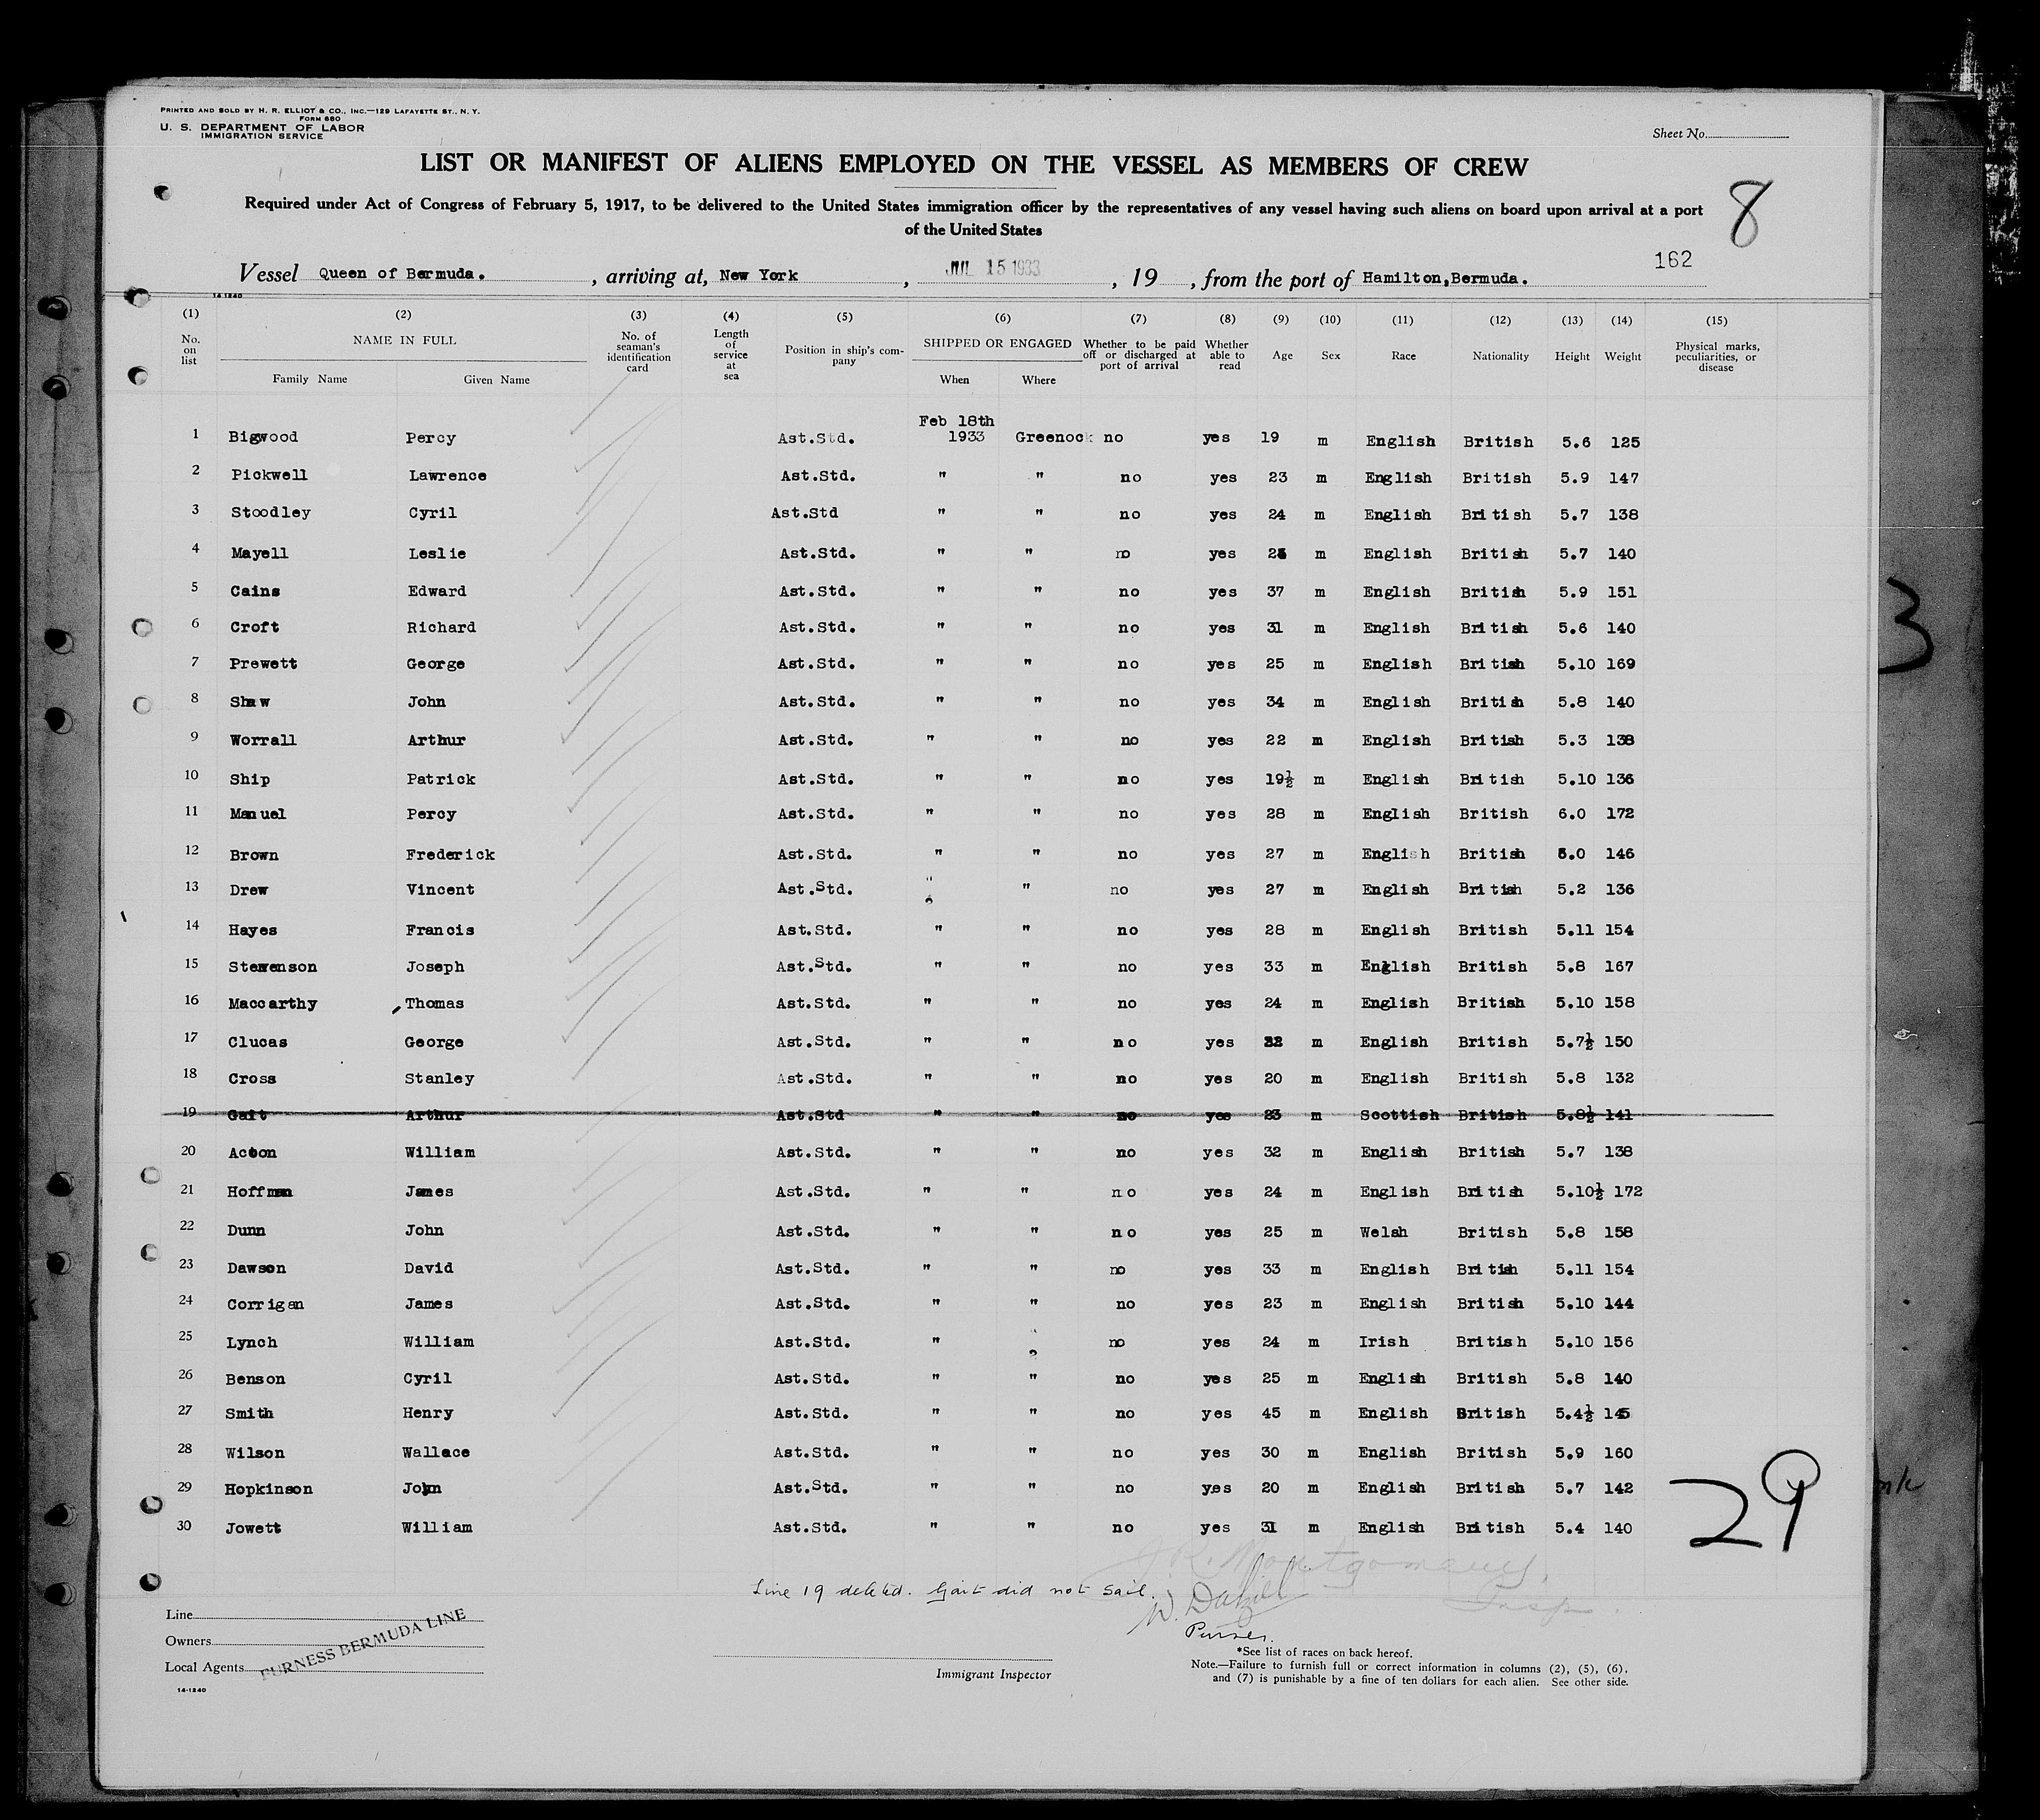 PRINTED AND SOLD BY H. R. ELLIOT & CO., INC.—129 LAFAYETTE ST., N. Y.
FORM 680
U. S. DEPARTMENT OF LABOR
IMMIGRATION SERVICE
Sheet No.
LIST OR MANIFEST OF ALIENS EMPLOYED ON THE VESSEL AS MEMBERS OF CREW
8
Required under Act of Congress of February 5, 1917, to be delivered to the United States immigration officer by the representatives of any vessel having such aliens on board upon arrival at a port
of the United States
162
Vessel Queen of Bermuda. , arriving at, New York , JUL 15 1933 , 19 , from the port of Hamilton,Bermuda.
14-1240
(1) (2) (3) (4) (5) (6) (7) (8) (9) (10) (11) (12) (13) (14) (15)
No. on list NAME IN FULL Family Name Given Name No. of seaman's identification card Length of service at sea Position in ship's company SHIPPED OR ENGAGED When Where Whether to be paid off or discharged at port of arrival Whether able to read Age Sex Race Nationality Height Weight Physical marks, peculiarities, or disease
Feb 18th
1 Bigwood Percy Ast.Std. 1933 Greenock no yes 19 m English British 5.6 125
2 Pickwell Lawrence Ast.Std. " " no yes 23 m English British 5.9 147
3 Stoodley Cyril Ast.Std " " no yes 24 m English British 5.7 138
4 Mayell Leslie Ast.Std. " " no yes m English British 5.7 140
5 Cains Edward Ast.Std. " " no yes 37 m English British 5.9 151
6 Croft Richard Ast.Std. " " no yes 31 m English British 5.6 140
7 Prewett George Ast.Std. " " no yes 25 m English British 5.10 169
8 Shaw John Ast.Std. " " no yes 34 m English British 5.8 140
9 Worrall Arthur Ast.Std. " " no yes 22 m English British 5.3 138
10 Ship Patrick Ast.Std. " " no yes 19½ m English British 5.10 136
11 Manuel Percy Ast.Std. " " no yes 28 m English British 6.0 172
12 Brown Frederick Ast.Std. " " no yes 27 m English British 146
13 Drew Vincent Ast.Std. " " no yes 27 m English British 5.2 136
14 Hayes Francis Ast.Std. " " no yes 28 m English British 5.11 154
15 Stevenson Joseph Ast.Std. " " no yes 33 m English British 5.8 167
16 Maccarthy Thomas Ast.Std. " " no yes 24 m English British 5.10 158
17 Clucas George Ast.Std. " " no yes m English British 5.7½ 150
18 Cross Stanley Ast.Std. " " no yes 20 m English British 5.8 132
19 Gait Arthur Ast.Std " " no yes 23 m Scottish British 5.8½ 141
20 Acton William Ast.Std. " " no yes 32 m English British 5.7 138
21 Hoffman James Ast.Std. " " no yes 24 m English British 5.10½ 172
22 Dunn John Ast.Std. " " no yes 25 m Welsh British 5.8 158
23 Dawson David Ast.Std. " " no yes 33 m English British 5.11 154
24 Corrigan James Ast.Std. " " no yes 23 m English British 5.10 144
25 Lynch William Ast.Std. " " no yes 24 m Irish British 5.10 156
26 Benson Cyril Ast.Std. " " no yes 25 m English British 5.8 140
27 Smith Henry Ast.Std. " " no yes 45 m English British 5.4½ 145
28 Wilson Wallace Ast.Std. " " no yes 30 m English British 5.9 160
29 Hopkinson John Ast.Std. " " no yes 20 m English British 5.7 142
30 Jowett William Ast.Std. " " no yes 31 m English British 5.4 140
29
3
Line 19 deleted. Gait did not sail.
J.R. Montgomery,
Insp.
Purser.
Line
Owners
Local Agents
FURNESS BERMUDA LINE
14-1240
Immigrant Inspector
*See list of races on back hereof.
Note.—Failure to furnish full or correct information in columns (2), (5), (6),
and (7) is punishable by a fine of ten dollars for each alien. See other side.